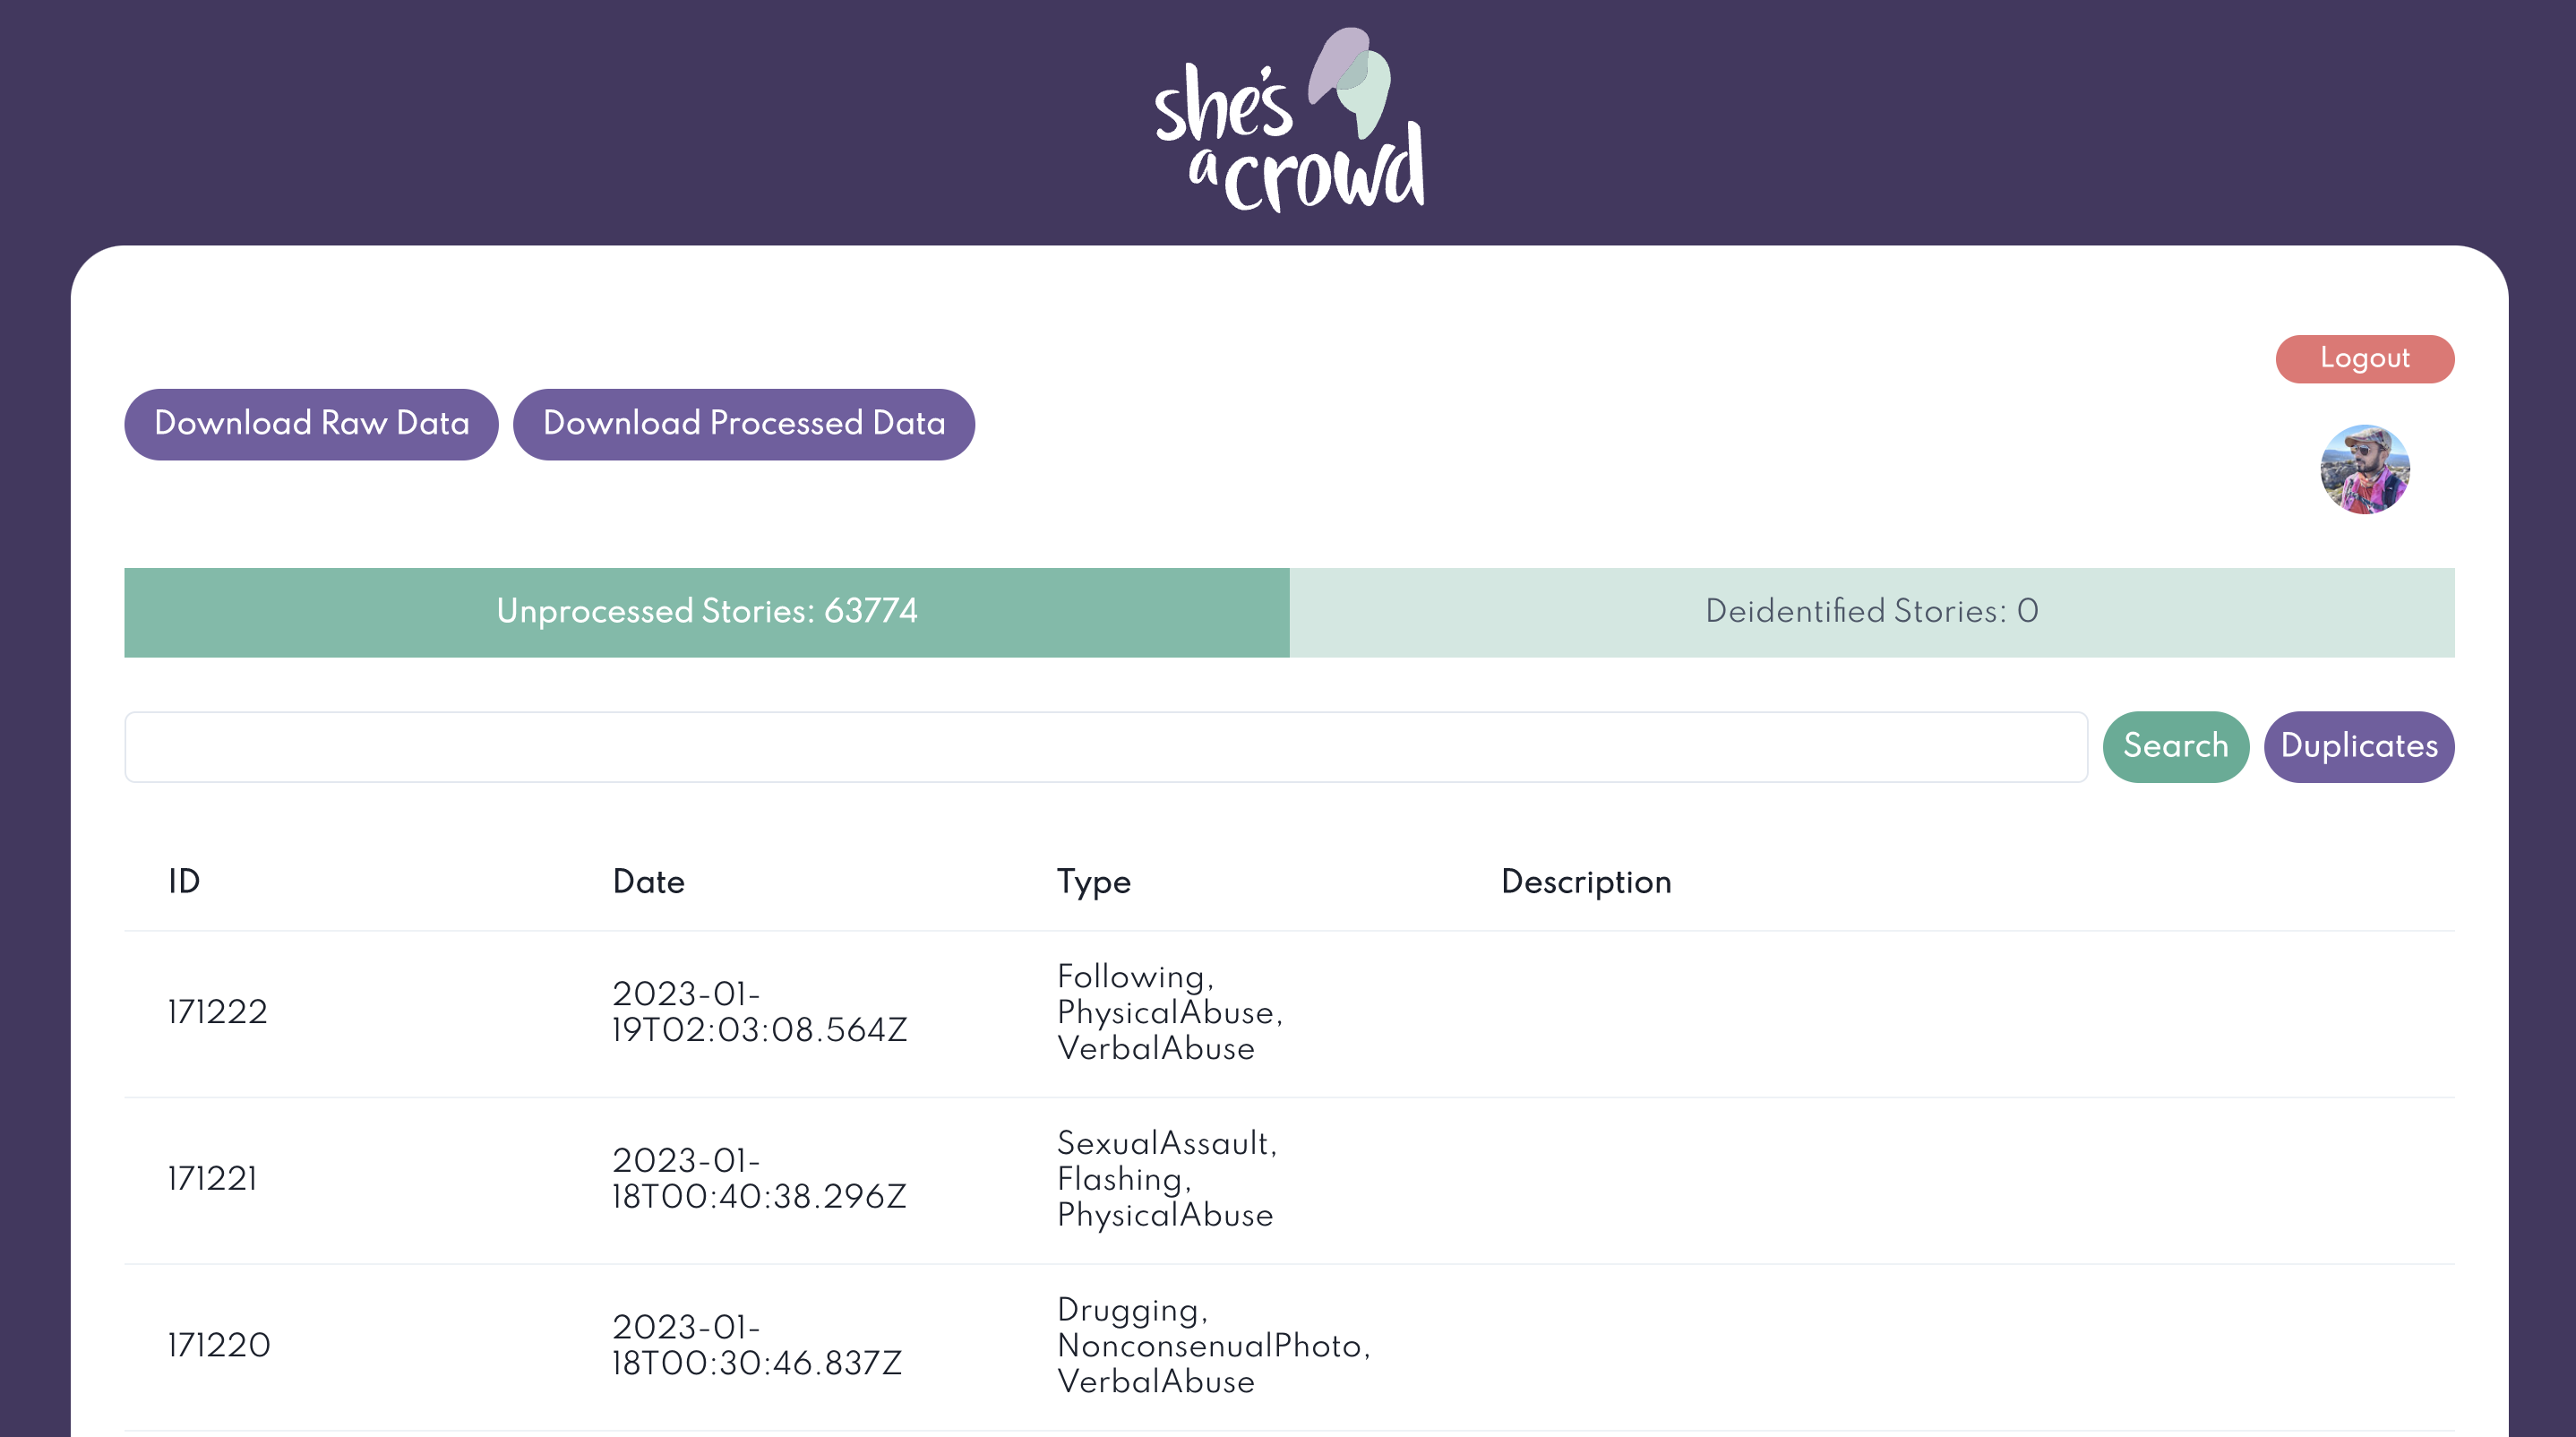 she's
a crowd
Logout
Download Raw Data Download Processed Data
Unprocessed Stories: 63774 Deidentified Stories: 0
Search Duplicates
ID Date Type Description
171222
2023-01-
19T02:03:08.564Z
Following,
PhysicalAbuse,
VerbalAbuse
171221
2023-01-
18T00:40:38.296Z
SexualAssault,
Flashing,
PhysicalAbuse
171220
2023-01-
18T00:30:46.837Z
Drugging,
NonconsenualPhoto,
VerbalAbuse